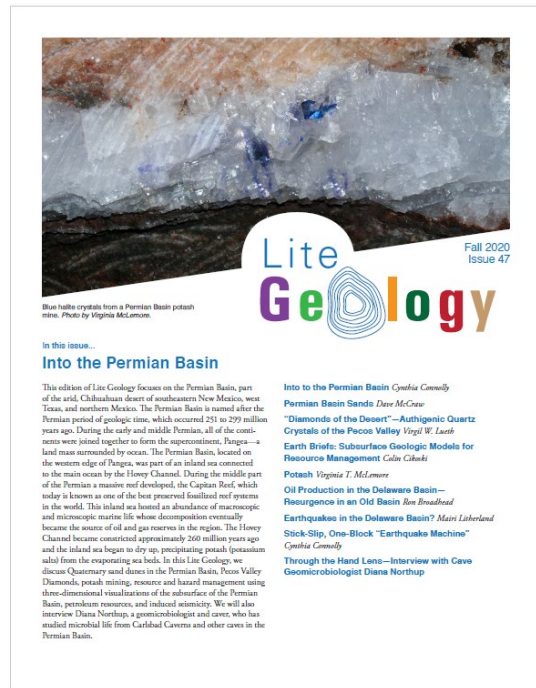 Lite
Geology
Fall 2020
Issue 47
Blue halite crystals from a Permian Basin potash
mine. Photo by Virginia McLemore.
In this issue...
Into the Permian Basin
This edition of Lite Geology focuses on the Permian Basin, part
of the arid, Chihuahuan desert of southeastern New Mexico, west
Texas, and northern Mexico. The Permian Basin is named after the
Permian period of geologic time, which occurred 251 to 299 million
years ago. During the early and middle Permian, all of the conti-
nents were joined together to form the supercontinent, Pangea—a
land mass surrounded by ocean. The Permian Basin, located on
the western edge of Pangea, was part of an inland sea connected
to the main ocean by the Hovey Channel. During the middle part
of the Permian a massive reef developed, the Capitan Reef, which
today is known as one of the best preserved fossilized reef systems
in the world. This inland sea hosted an abundance of macroscopic
and microscopic marine life whose decomposition eventually
became the source of oil and gas reserves in the region. The Hovey
Channel became constricted approximately 260 million years ago
and the inland sea began to dry up, precipitating potash (potassium
salts) from the evaporating sea beds. In this Lite Geology, we
discuss Quaternary sand dunes in the Permian Basin, Pecos Valley
Diamonds, potash mining, resource and hazard management using
three-dimensional visualizations of the subsurface of the Permian
Basin, petroleum resources, and induced seismicity. We will also
interview Diana Northup, a geomicrobiologist and caver, who has
studied microbial life from Carlsbad Caverns and other caves in the
Permian Basin.
Into to the Permian Basin Cynthia Connolly
Permian Basin Sands Dave McCraw
"Diamonds of the Desert"—Authigenic Quartz
Crystals of the Pecos Valley Virgil W. Lueth
Earth Briefs: Subsurface Geologic Models for
Resource Management Colin Cikoski
Potash Virginia T. McLemore
Oil Production in the Delaware Basin—
Resurgence in an Old Basin Ron Broadhead
Earthquakes in the Delaware Basin? Mairi Litherland
Stick-Slip, One-Block "Earthquake Machine"
Cynthia Connolly
Through the Hand Lens—Interview with Cave
Geomicrobiologist Diana Northup